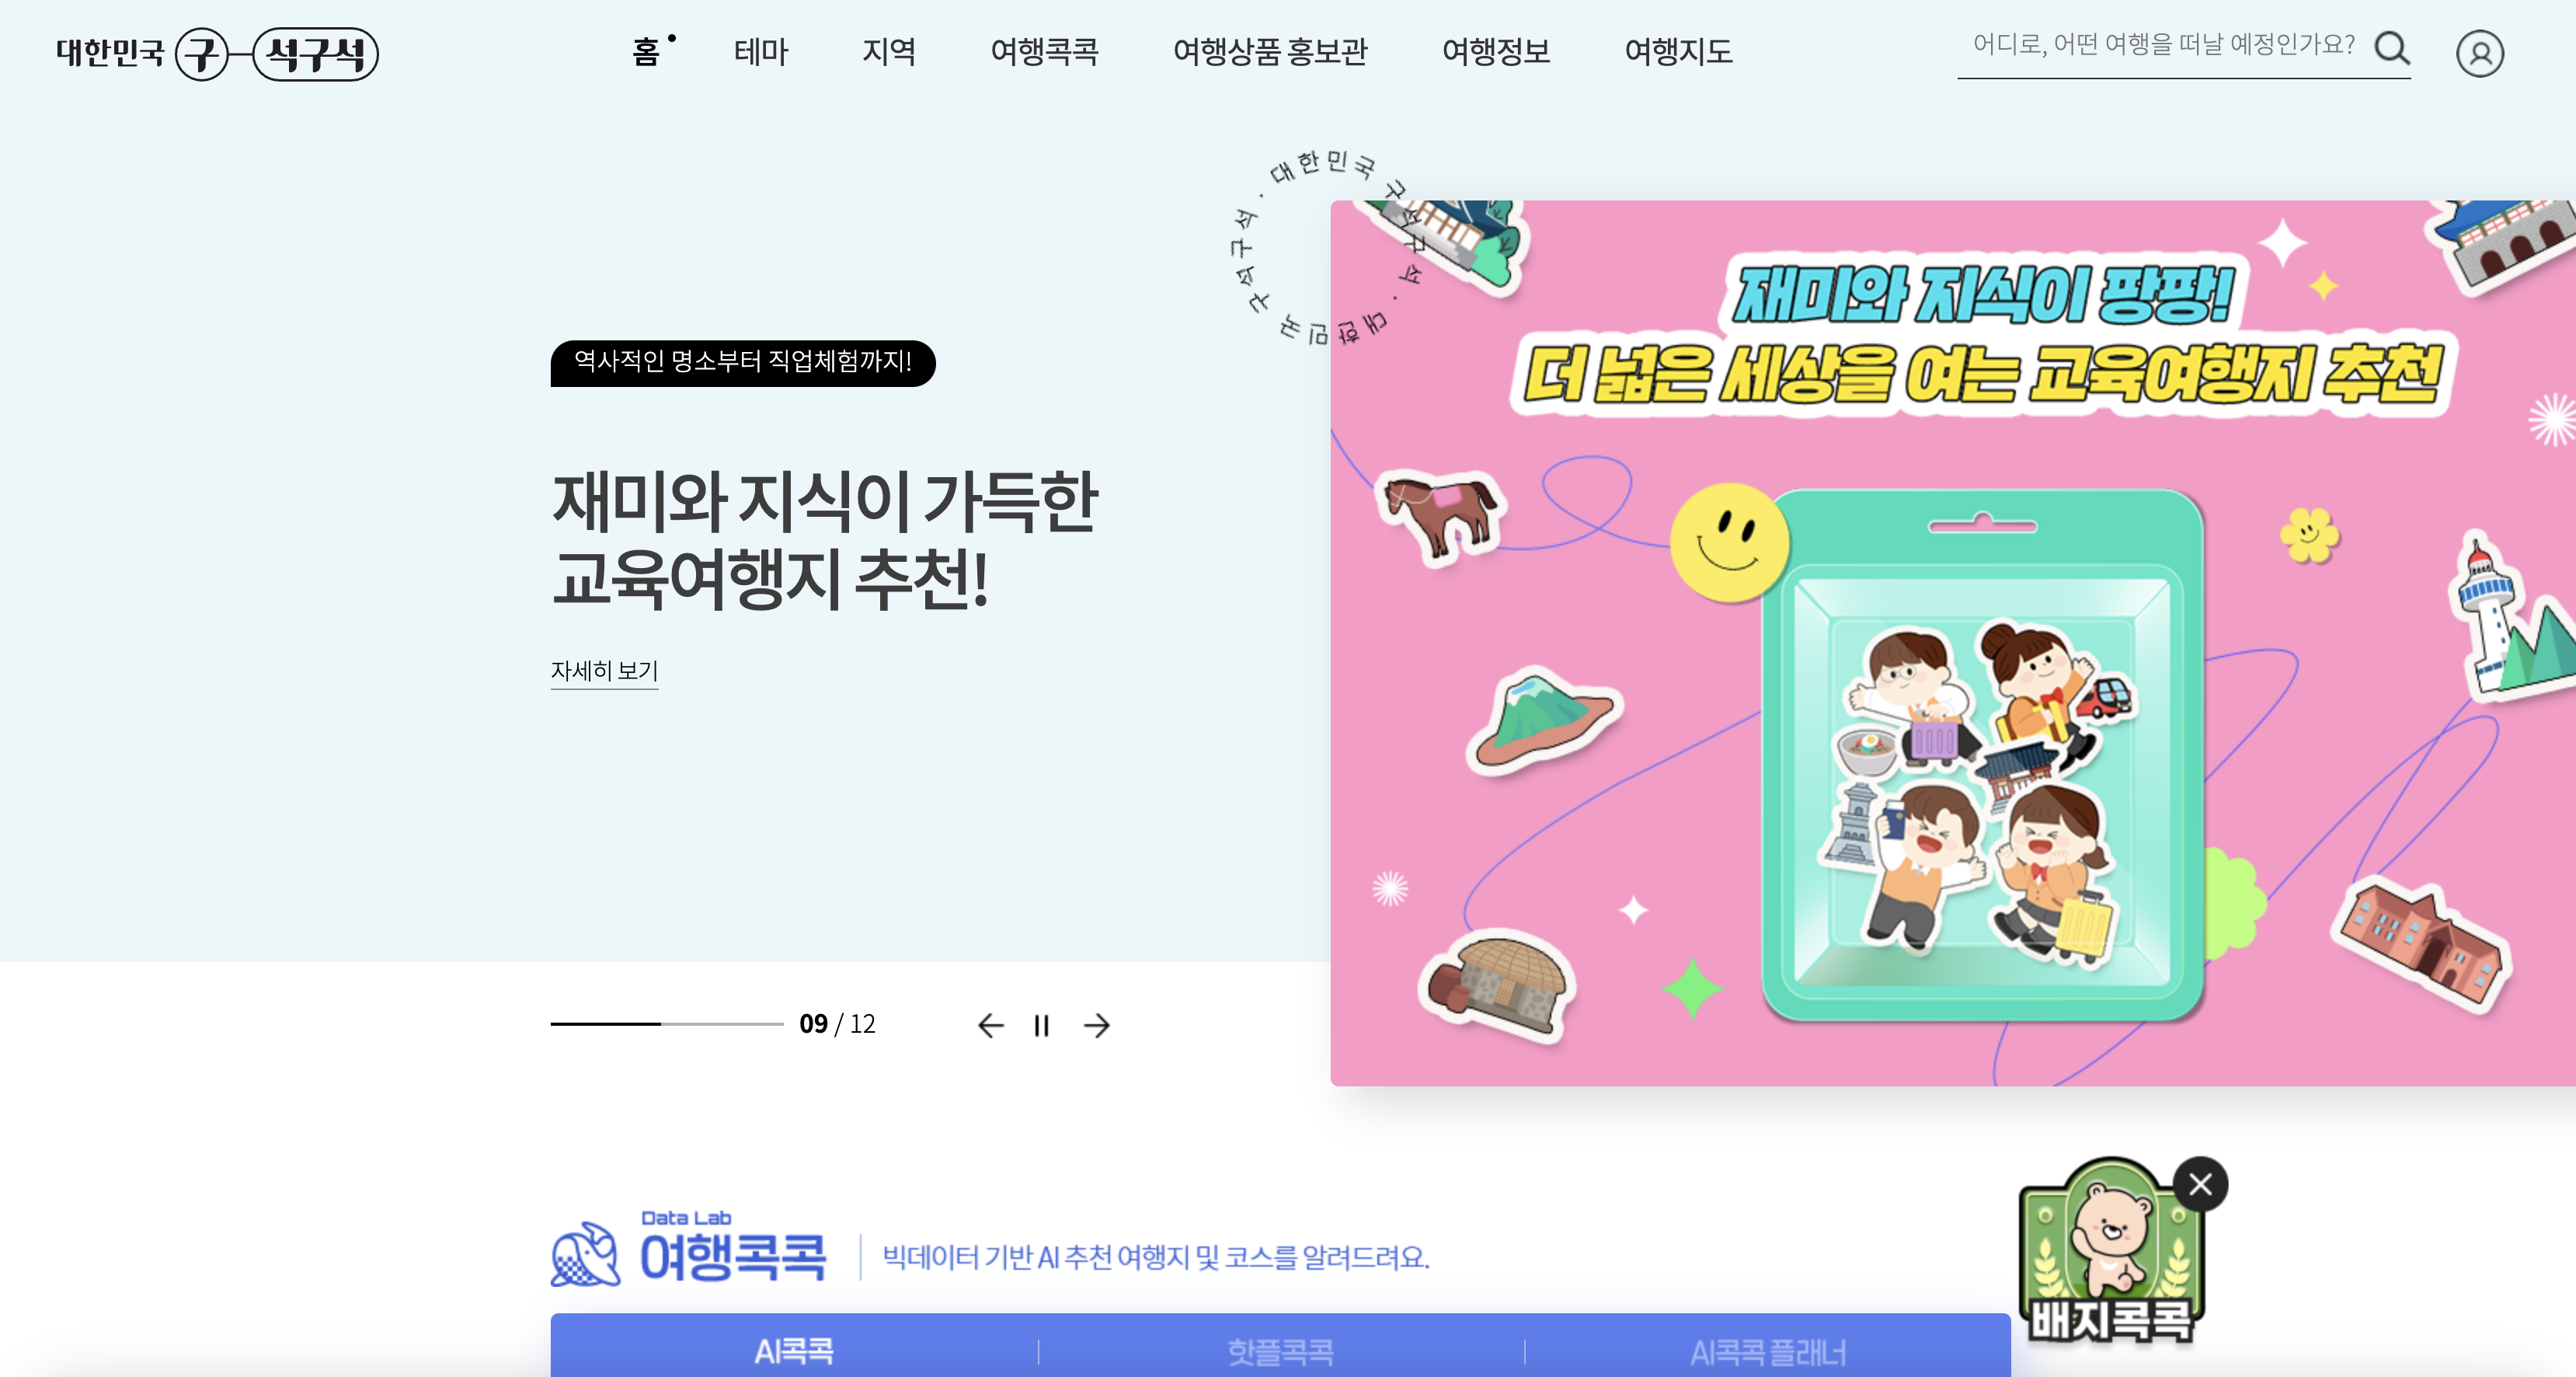 대한민국 구석구석
홈
테마
지역
여행콕콕
여행상품 홍보관
여행정보
여행지도
어디로, 어떤 여행을 떠날 예정인가요?
대한민국 구석구석 · 대한민국 구석구석 ·
역사적인 명소부터 직업체험까지!
재미와 지식이 가득한
교육여행지 추천!
자세히 보기
재미와 지식이 팡팡!
더 넓은 세상을 여는 교육여행지 추천
09 / 12
Data Lab
여행콕콕
빅데이터 기반 AI 추천 여행지 및 코스를 알려드려요.
배지콕콕
AI콕콕
핫플콕콕
AI콕콕 플래너